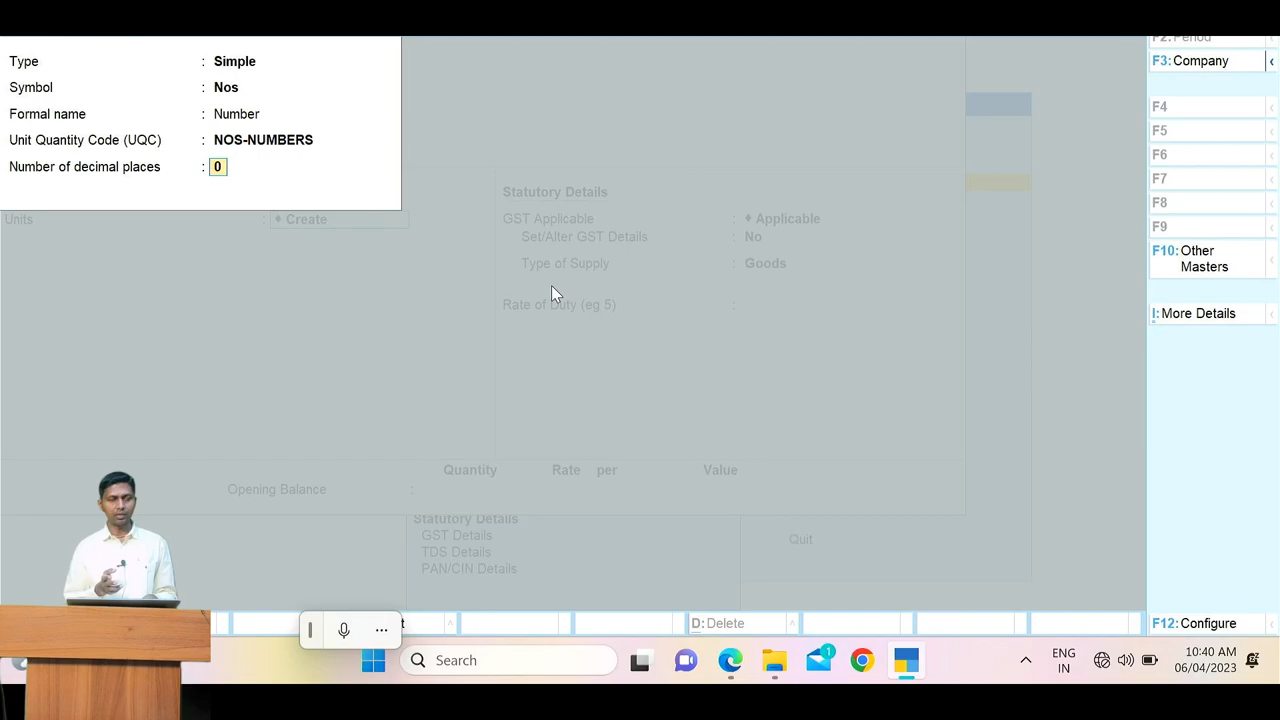 Type : Simple
Symbol : Nos
Formal name : Number
Unit Quantity Code (UQC) : NOS-NUMBERS
Number of decimal places : 0
Units : ♦ Create
Statutory Details
GST Applicable : ♦ Applicable
Set/Alter GST Details : No
Type of Supply : Goods
Rate of Duty (eg 5) :
Quantity Rate per Value
Opening Balance :
Statutory Details
GST Details
TDS Details
PAN/CIN Details
Quit
F2: Period
F3: Company
F4
F5
F6
F7
F8
F9
F10: Other
Masters
I: More Details
F12: Configure
D: Delete
Search
1
ENG
IN
10:40 AM
06/04/2023